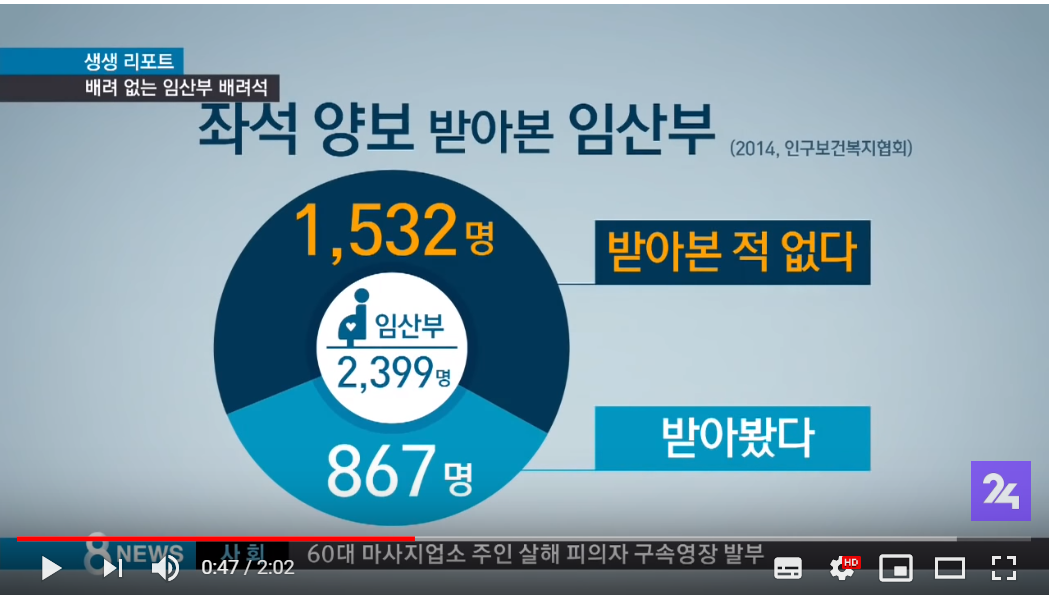 생생 리포트
배려 없는 임산부 배려석
좌석 양보 받아본 임산부 (2014, 인구보건복지협회)
1,532명
받아본 적 없다
임산부
2,399명
받아봤다
867명
24
8 NEWS 사회 60대 마사지업소 주인 살해 피의자 구속영장 발부
0:47 / 2:02
HD